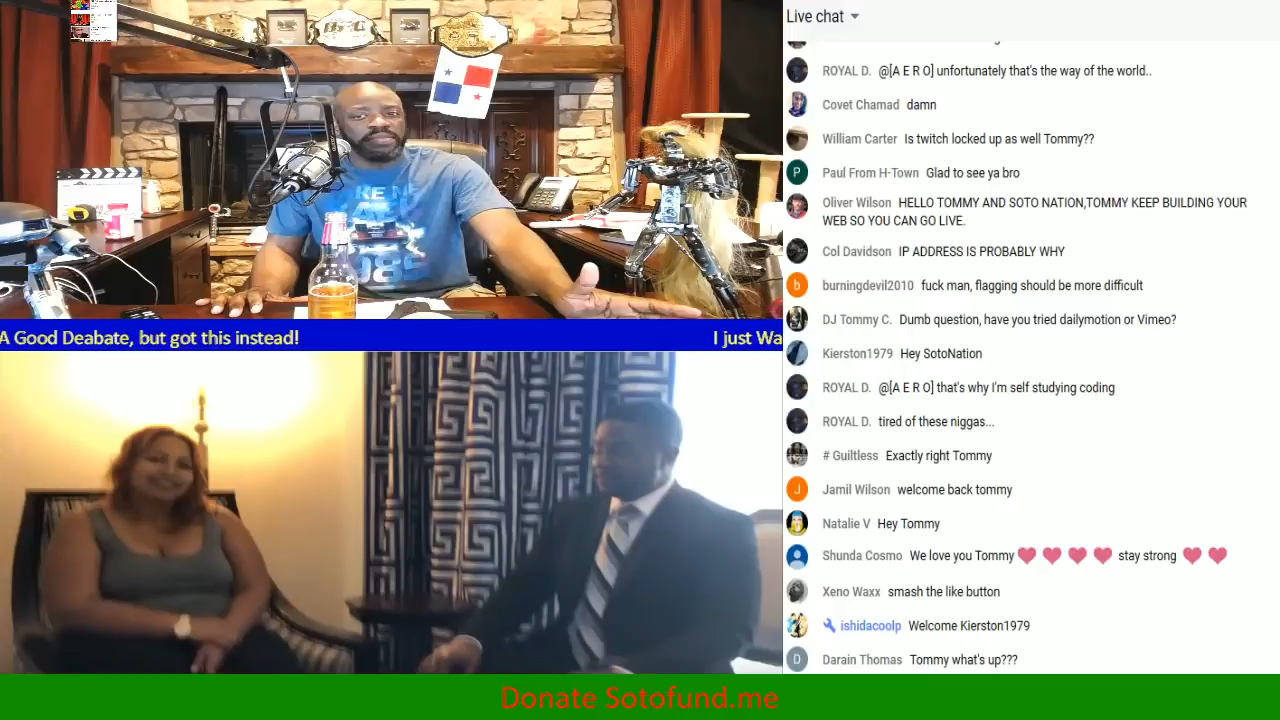 Live chat
ROYAL D. @[A E R O] unfortunately that's the way of the world..
Covet Chamad damn
William Carter Is twitch locked up as well Tommy??
P
Paul From H-Town Glad to see ya bro
Oliver Wilson HELLO TOMMY AND SOTO NATION,TOMMY KEEP BUILDING YOUR
WEB SO YOU CAN GO LIVE.
Col Davidson IP ADDRESS IS PROBABLY WHY
b
burningdevil2010 fuck man, flagging should be more difficult
DJ Tommy C. Dumb question, have you tried dailymotion or Vimeo?
Kierston1979 Hey SotoNation
ROYAL D. @[A E R O] that's why I'm self studying coding
ROYAL D. tired of these niggas...
# Guiltless Exactly right Tommy
J
Jamil Wilson welcome back tommy
Natalie V Hey Tommy
Shunda Cosmo We love you Tommy ❤ ❤ ❤ ❤ stay strong ❤ ❤
Xeno Waxx smash the like button
ishidacoolp Welcome Kierston1979
D
Darain Thomas Tommy what's up???
A Good Deabate, but got this instead!
I just Wa
Donate Sotofund.me